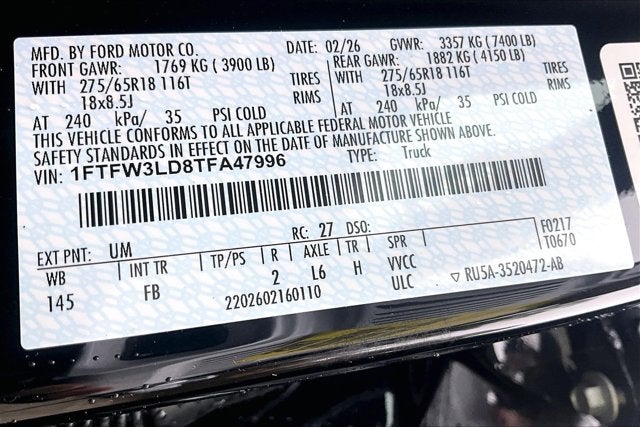 MFD. BY FORD MOTOR CO. DATE: 02/26 GVWR: 3357 KG ( 7400 LB)
FRONT GAWR: 1769 KG ( 3900 LB) REAR GAWR: 1882 KG ( 4150 LB)
WITH 275/65R18 116T TIRES WITH 275/65R18 116T TIRES
18x8.5J RIMS 18x8.5J RIMS
AT 240 kPa/ 35 PSI COLD AT 240 kPa/ 35 PSI COLD
THIS VEHICLE CONFORMS TO ALL APPLICABLE FEDERAL MOTOR VEHICLE
SAFETY STANDARDS IN EFFECT ON THE DATE OF MANUFACTURE SHOWN ABOVE.
VIN: 1FTFW3LD8TFA47996 TYPE: Truck
EXT PNT: UM RC: 27 DSO: F0217
WB INT TR TP/PS R AXLE TR SPR T0670
145 FB 2 L6 H VVCC
2202602160110 ULC ▽ RU5A-3520472-AB